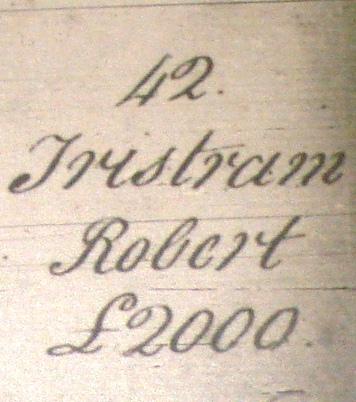 42.
Tristram
Robert
£2000.